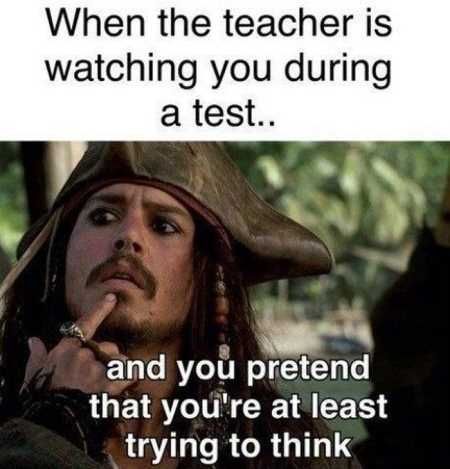 When the teacher is
watching you during
a test..
and you pretend
that you're at least
trying to think